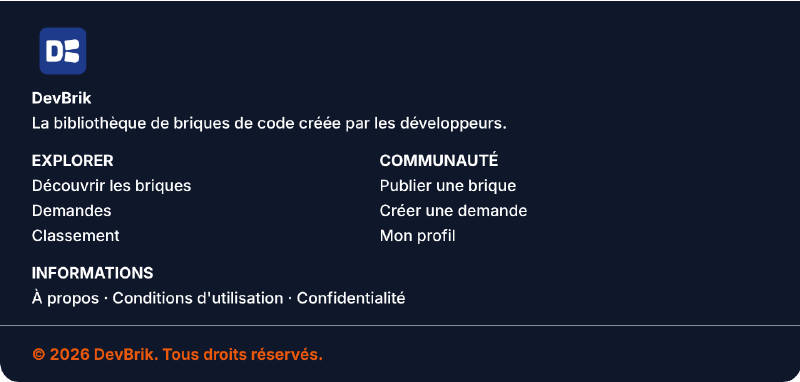 DB
DevBrik
La bibliothèque de briques de code créée par les développeurs.
EXPLORER
Découvrir les briques
Demandes
Classement
COMMUNAUTÉ
Publier une brique
Créer une demande
Mon profil
INFORMATIONS
À propos · Conditions d'utilisation · Confidentialité
© 2026 DevBrik. Tous droits réservés.